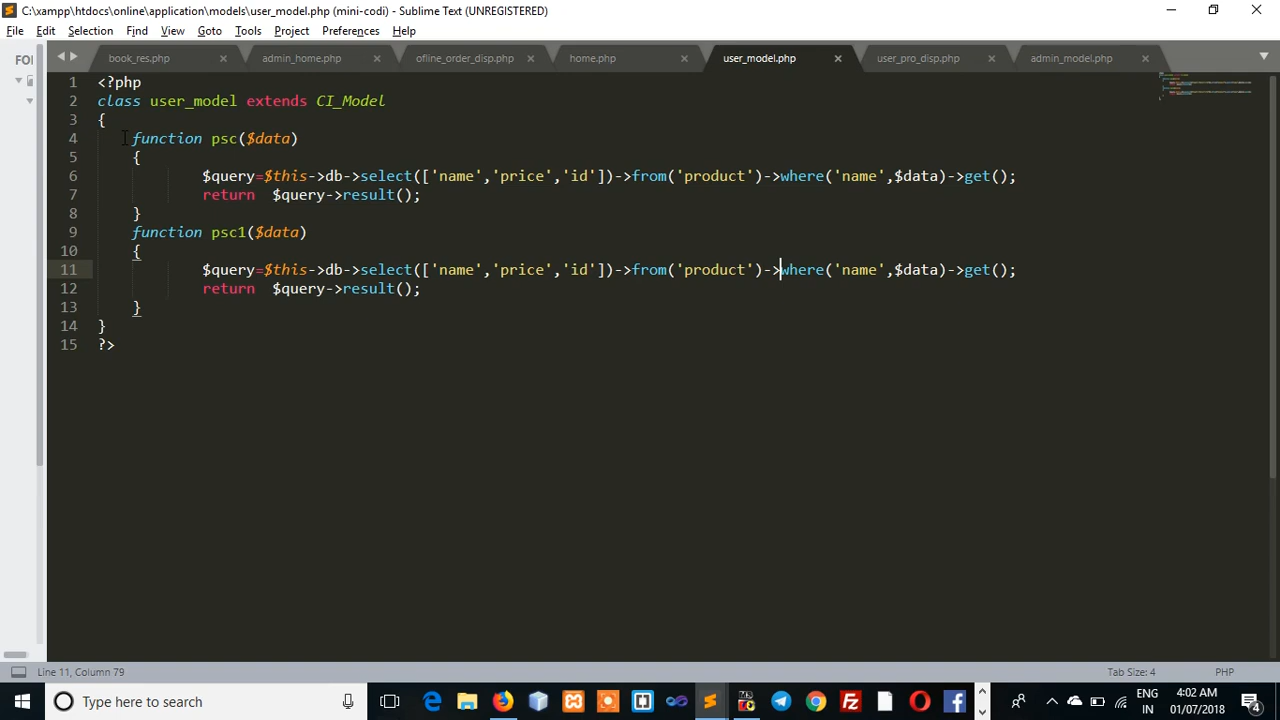 C:\xampp\htdocs\online\application\models\user_model.php (mini-codi) - Sublime Text (UNREGISTERED)
File Edit Selection Find View Goto Tools Project Preferences Help
FOI
book_res.php admin_home.php ofline_order_disp.php home.php user_model.php user_pro_disp.php admin_model.php
1 <?php
2 class user_model extends CI_Model
3 {
4 function psc($data)
5 {
6 $query=$this->db->select(['name','price','id'])->from('product')->where('name',$data)->get();
7 return $query->result();
8 }
9 function psc1($data)
10 {
11 $query=$this->db->select(['name','price','id'])->from('product')->where('name',$data)->get();
12 return $query->result();
13 }
14 }
15 ?>
Line 11, Column 79 Tab Size: 4 PHP
Type here to search
ENG
IN
4:02 AM
01/07/2018
4